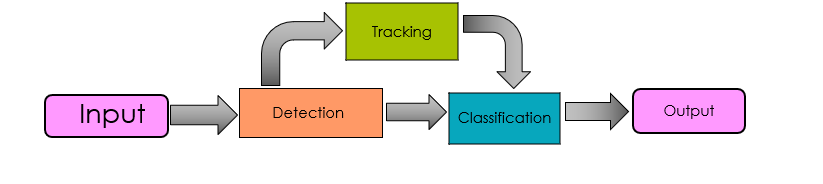 Tracking
Input
Detection
Classification
Output